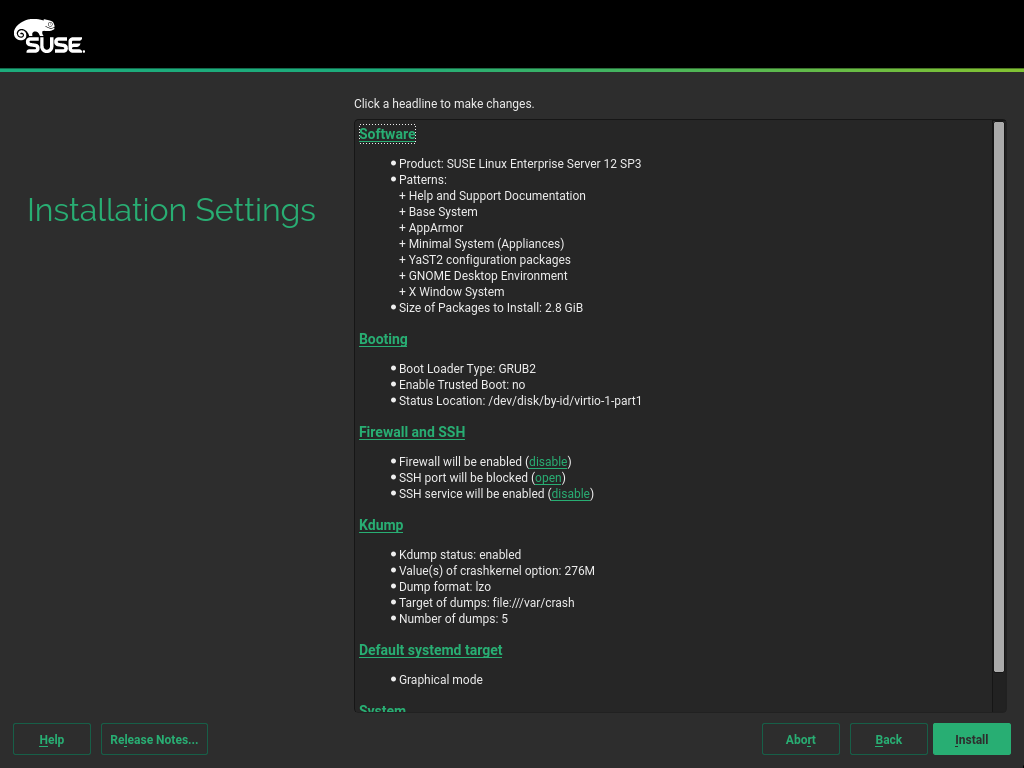 SUSE.
Click a headline to make changes.
Installation Settings
Software
Product: SUSE Linux Enterprise Server 12 SP3
Patterns:
+ Help and Support Documentation
+ Base System
+ AppArmor
+ Minimal System (Appliances)
+ YaST2 configuration packages
+ GNOME Desktop Environment
+ X Window System
Size of Packages to Install: 2.8 GiB
Booting
Boot Loader Type: GRUB2
Enable Trusted Boot: no
Status Location: /dev/disk/by-id/virtio-1-part1
Firewall and SSH
Firewall will be enabled (disable)
SSH port will be blocked (open)
SSH service will be enabled (disable)
Kdump
Kdump status: enabled
Value(s) of crashkernel option: 276M
Dump format: lzo
Target of dumps: file:///var/crash
Number of dumps: 5
Default systemd target
Graphical mode
System
Help
Release Notes...
Abort
Back
Install